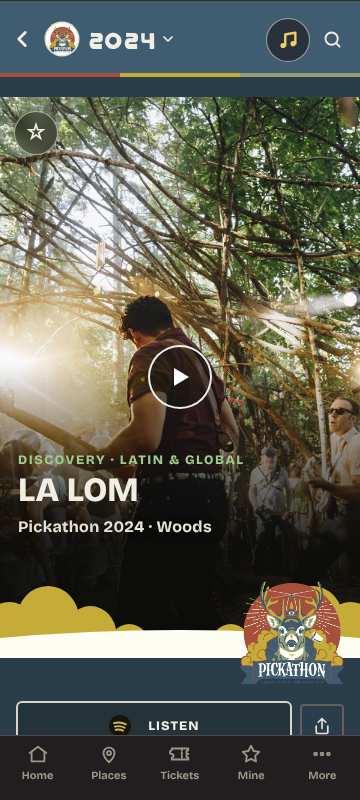 2024
DISCOVERY · LATIN & GLOBAL
LA LOM
Pickathon 2024 · Woods
PICKATHON
LISTEN
Home
Places
Tickets
Mine
More